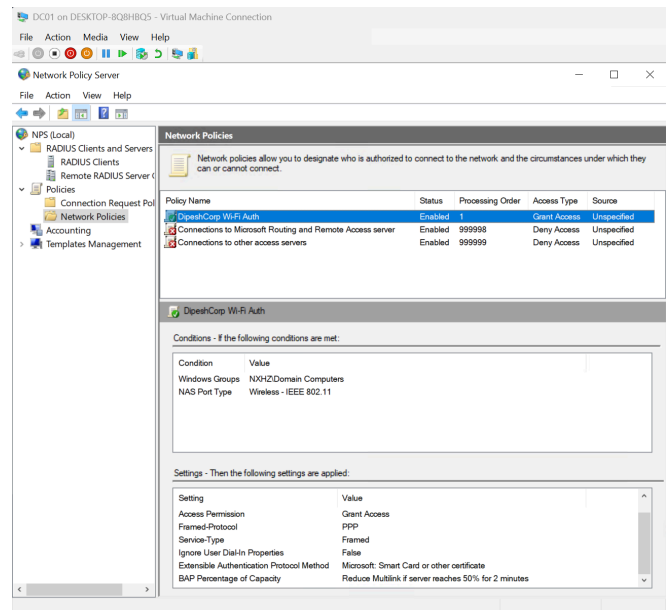 DC01 on DESKTOP-8Q8HBQS - Virtual Machine Connection
File Action Media View Help
Network Policy Server
File Action View Help
NPS (Local)
RADIUS Clients and Servers
RADIUS Clients
Remote RADIUS Server (
Policies
Connection Request Pol
Network Policies
Accounting
Templates Management
Network Policies
Network policies allow you to designate who is authorized to connect to the network and the circumstances under which they
can or cannot connect.
Policy Name Status Processing Order Access Type Source
DipeshCorp Wi-Fi Auth Enabled 1 Grant Access Unspecified
Connections to Microsoft Routing and Remote Access server Enabled 999998 Deny Access Unspecified
Connections to other access servers Enabled 999999 Deny Access Unspecified
DipeshCorp Wi-Fi Auth
Conditions - If the following conditions are met:
Condition Value
Windows Groups NXHZ\Domain Computers
NAS Port Type Wireless - IEEE 802.11
Settings - Then the following settings are applied:
Setting Value
Access Permission Grant Access
Framed-Protocol PPP
Service-Type Framed
Ignore User Dial-In Properties False
Extensible Authentication Protocol Method Microsoft: Smart Card or other certificate
BAP Percentage of Capacity Reduce Multilink if server reaches 50% for 2 minutes